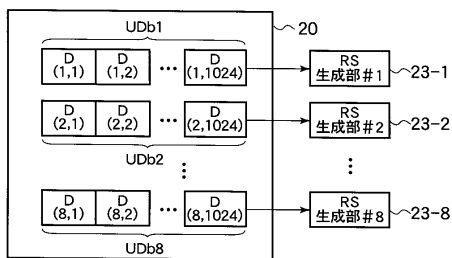 UDb1
20
D
(1,1)
D
(1,2)
…
D
(1,1024)
RS
生成部#1
23-1
D
(2,1)
D
(2,2)
…
D
(2,1024)
RS
生成部#2
23-2
UDb2
⋮
⋮
D
(8,1)
D
(8,2)
…
D
(8,1024)
RS
生成部#8
23-8
UDb8